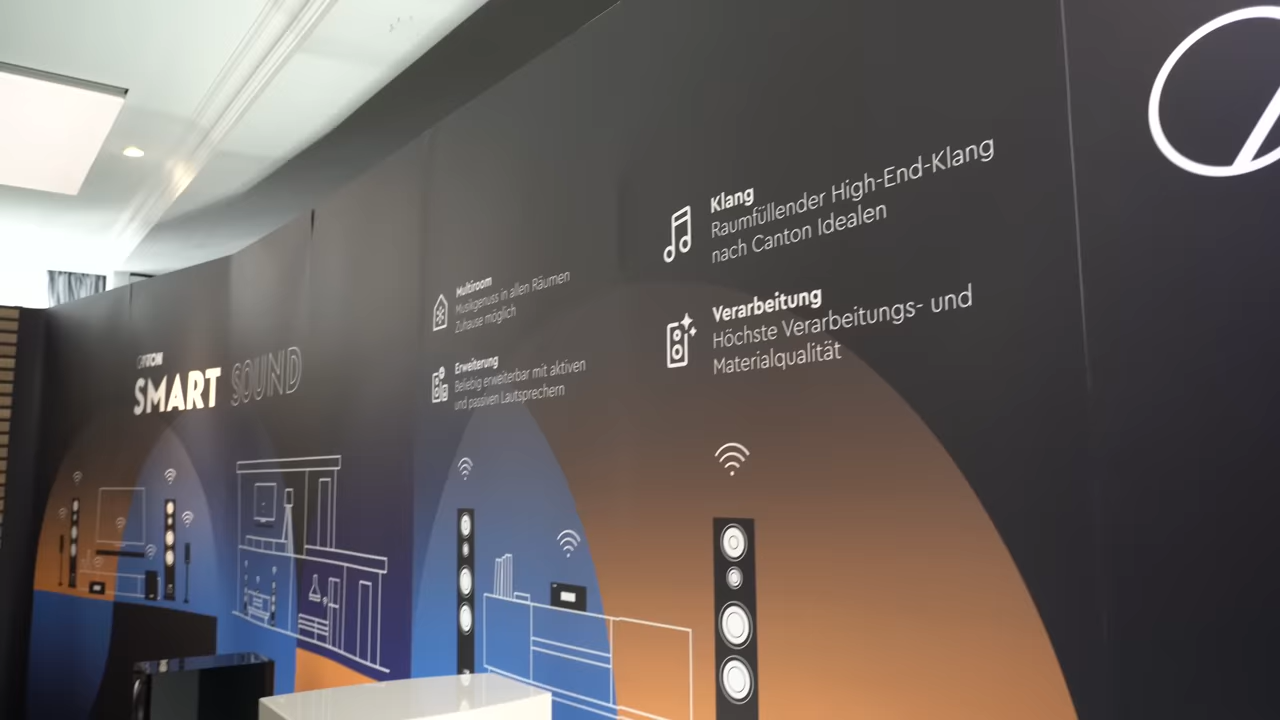 CANTON
SMART SOUND
Multiroom
Musikgenuss in allen Räumen
Zuhause möglich
Erweiterung
Beliebig erweiterbar mit aktiven
und passiven Lautsprechern
Klang
Raumfüllender High-End-Klang
nach Canton Idealen
Verarbeitung
Höchste Verarbeitungs- und
Materialqualität